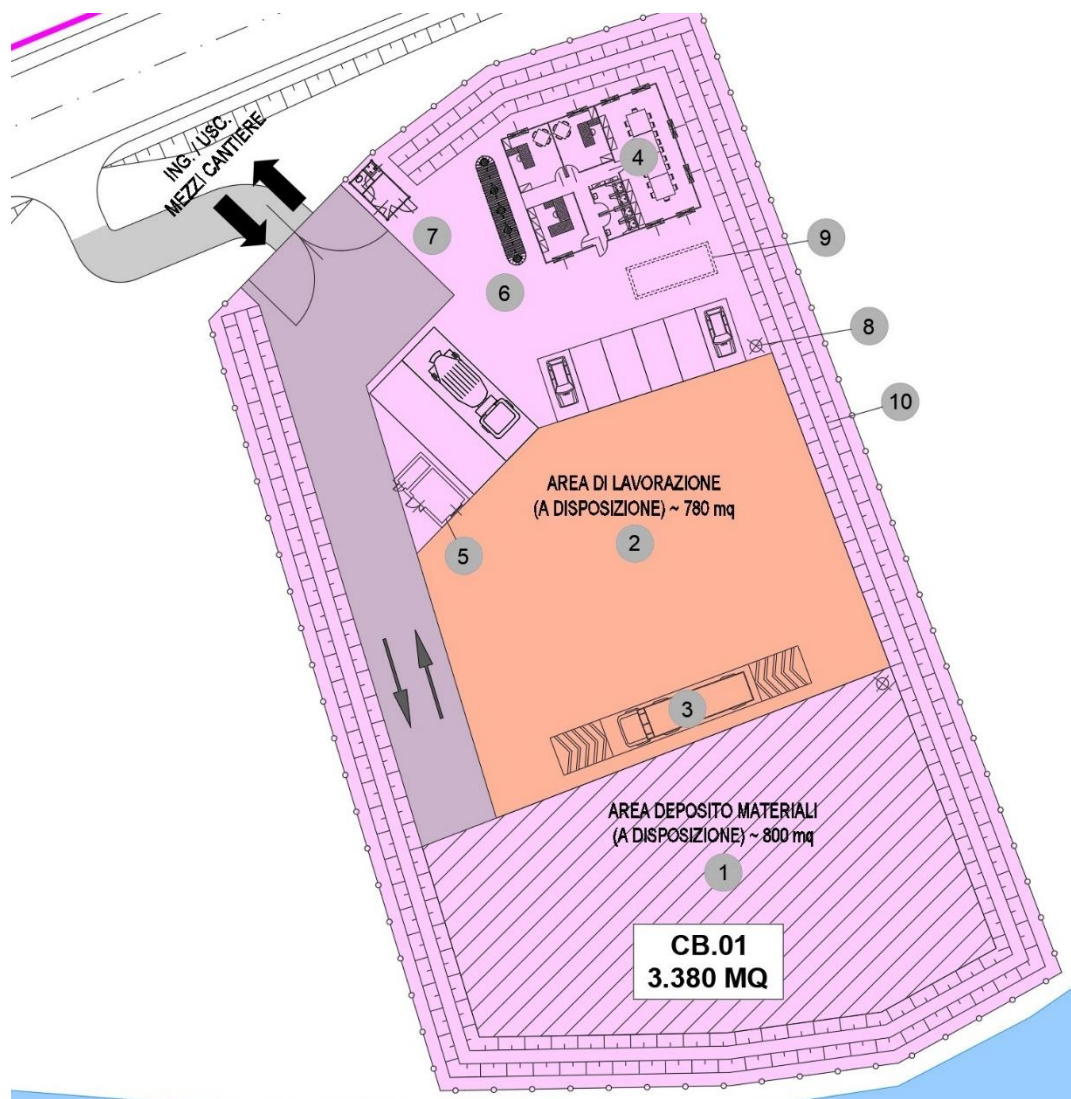 ING. / USC.
MEZZI CANTIERE
4
7
9
6
8
10
AREA DI LAVORAZIONE
(A DISPOSIZIONE) ~ 780 mq
2
5
3
AREA DEPOSITO MATERIALI
(A DISPOSIZIONE) ~ 800 mq
1
CB.01
3.380 MQ